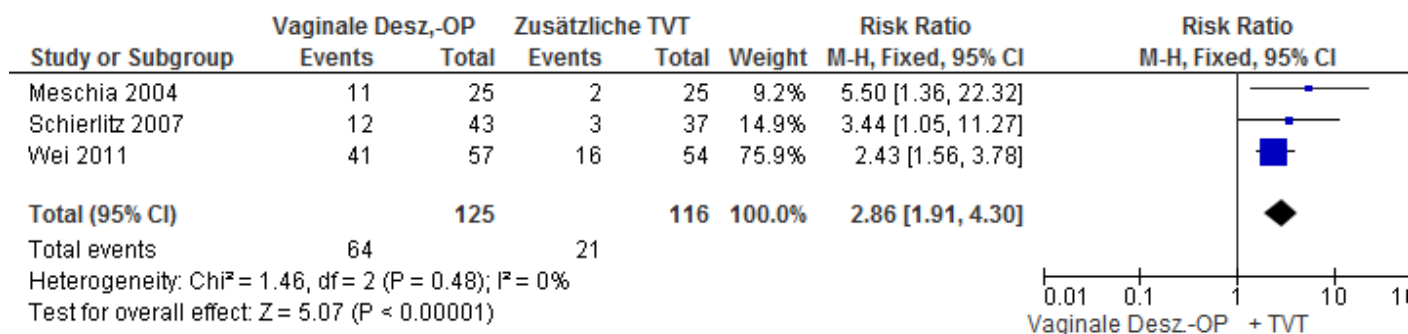 Vaginale Desz,-OP Zusätzliche TVT Risk Ratio Risk Ratio
Study or Subgroup Events Total Events Total Weight M-H, Fixed, 95% CI M-H, Fixed, 95% CI
Meschia 2004 11 25 2 25 9.2% 5.50 [1.36, 22.32]
Schierlitz 2007 12 43 3 37 14.9% 3.44 [1.05, 11.27]
Wei 2011 41 57 16 54 75.9% 2.43 [1.56, 3.78]
Total (95% CI) 125 116 100.0% 2.86 [1.91, 4.30]
Total events 64 21
Heterogeneity: Chi² = 1.46, df = 2 (P = 0.48); I² = 0%
Test for overall effect: Z = 5.07 (P < 0.00001)
0.01 0.1 1 10
Vaginale Desz.-OP + TVT